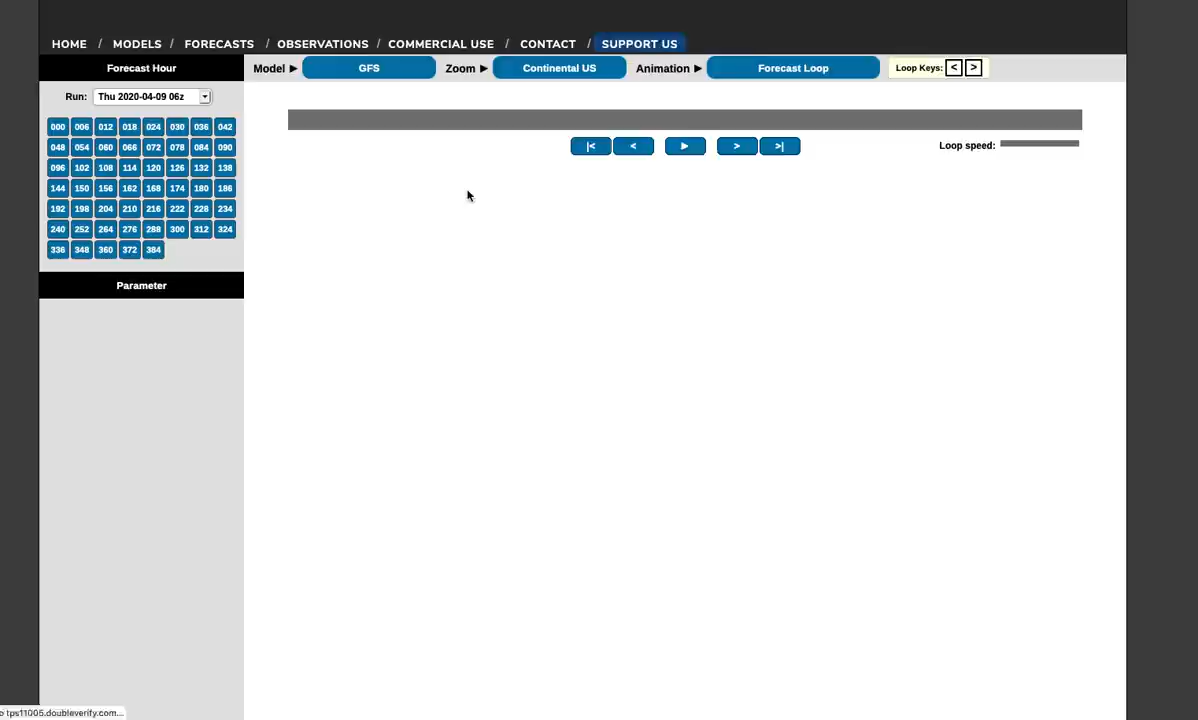 HOME / MODELS / FORECASTS / OBSERVATIONS / COMMERCIAL USE / CONTACT / SUPPORT US
Forecast Hour
Model ▶ GFS Zoom ▶ Continental US Animation ▶ Forecast Loop Loop Keys: < >
Run: Thu 2020-04-09 06z
000 006 012 018 024 030 036 042
048 054 060 066 072 078 084 090
096 102 108 114 120 126 132 138
144 150 156 162 168 174 180 186
192 198 204 210 216 222 228 234
240 252 264 276 288 300 312 324
336 348 360 372 384
|< < ▶ > >|
Loop speed:
Parameter
tps11005.doubleverify.com...